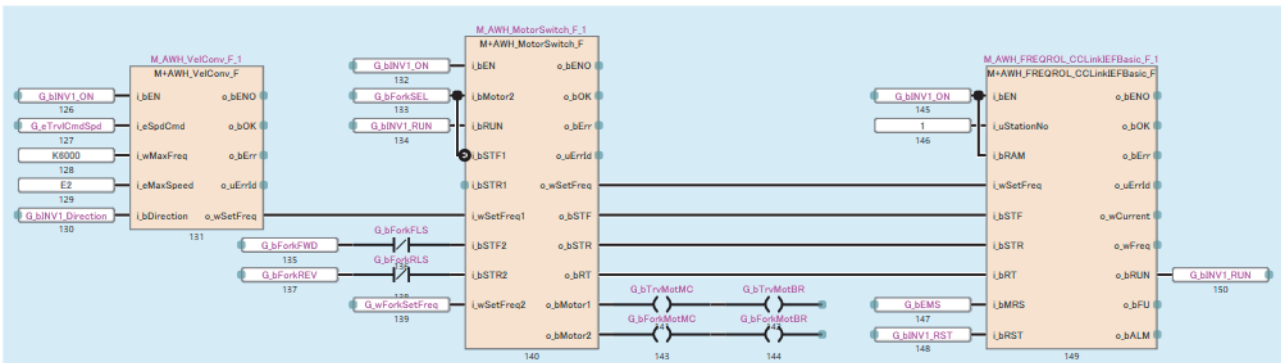 M_AWH_VelConv_F_1
M+AWH_VelConv_F
G_bINV1_ON
126
i_bEN
o_bENO
G_eTrvlCmdSpd
127
i_eSpdCmd
o_bOK
K6000
128
i_wMaxFreq
o_bErr
E2
129
i_eMaxSpeed
o_uErrId
G_bINV1_Direction
130
i_bDirection
o_wSetFreq
131
M_AWH_MotorSwitch_F_1
M+AWH_MotorSwitch_F
G_bINV1_ON
132
i_bEN
o_bENO
G_bForkSEL
133
i_bMotor2
o_bOK
G_bINV1_RUN
134
i_bRUN
o_bErr
i_bSTF1
o_uErrId
i_bSTR1
o_wSetFreq
i_wSetFreq1
o_bSTF
G_bForkFWD
135
G_bForkFLS
136
i_bSTF2
o_bSTR
G_bForkREV
137
G_bForkRLS
138
i_bSTR2
o_bRT
G_wForkSetFreq
139
i_wSetFreq2
o_bMotor1
o_bMotor2
140
G_bTrvMotMC
141
G_bTrvMotBR
142
G_bForkMotMC
143
G_bForkMotBR
144
M_AWH_FREQROL_CCLinkIEFBasic_F_1
M+AWH_FREQROL_CCLinkIEFBasic_F
G_bINV1_ON
145
i_bEN
o_bENO
1
146
i_uStationNo
o_bOK
i_bRAM
o_bErr
i_wSetFreq
o_uErrId
i_bSTF
o_wCurrent
i_bSTR
o_wFreq
i_bRT
o_bRUN
G_bINV1_RUN
150
G_bEMS
147
i_bMRS
o_bFU
G_bINV1_RST
148
i_bRST
o_bALM
149